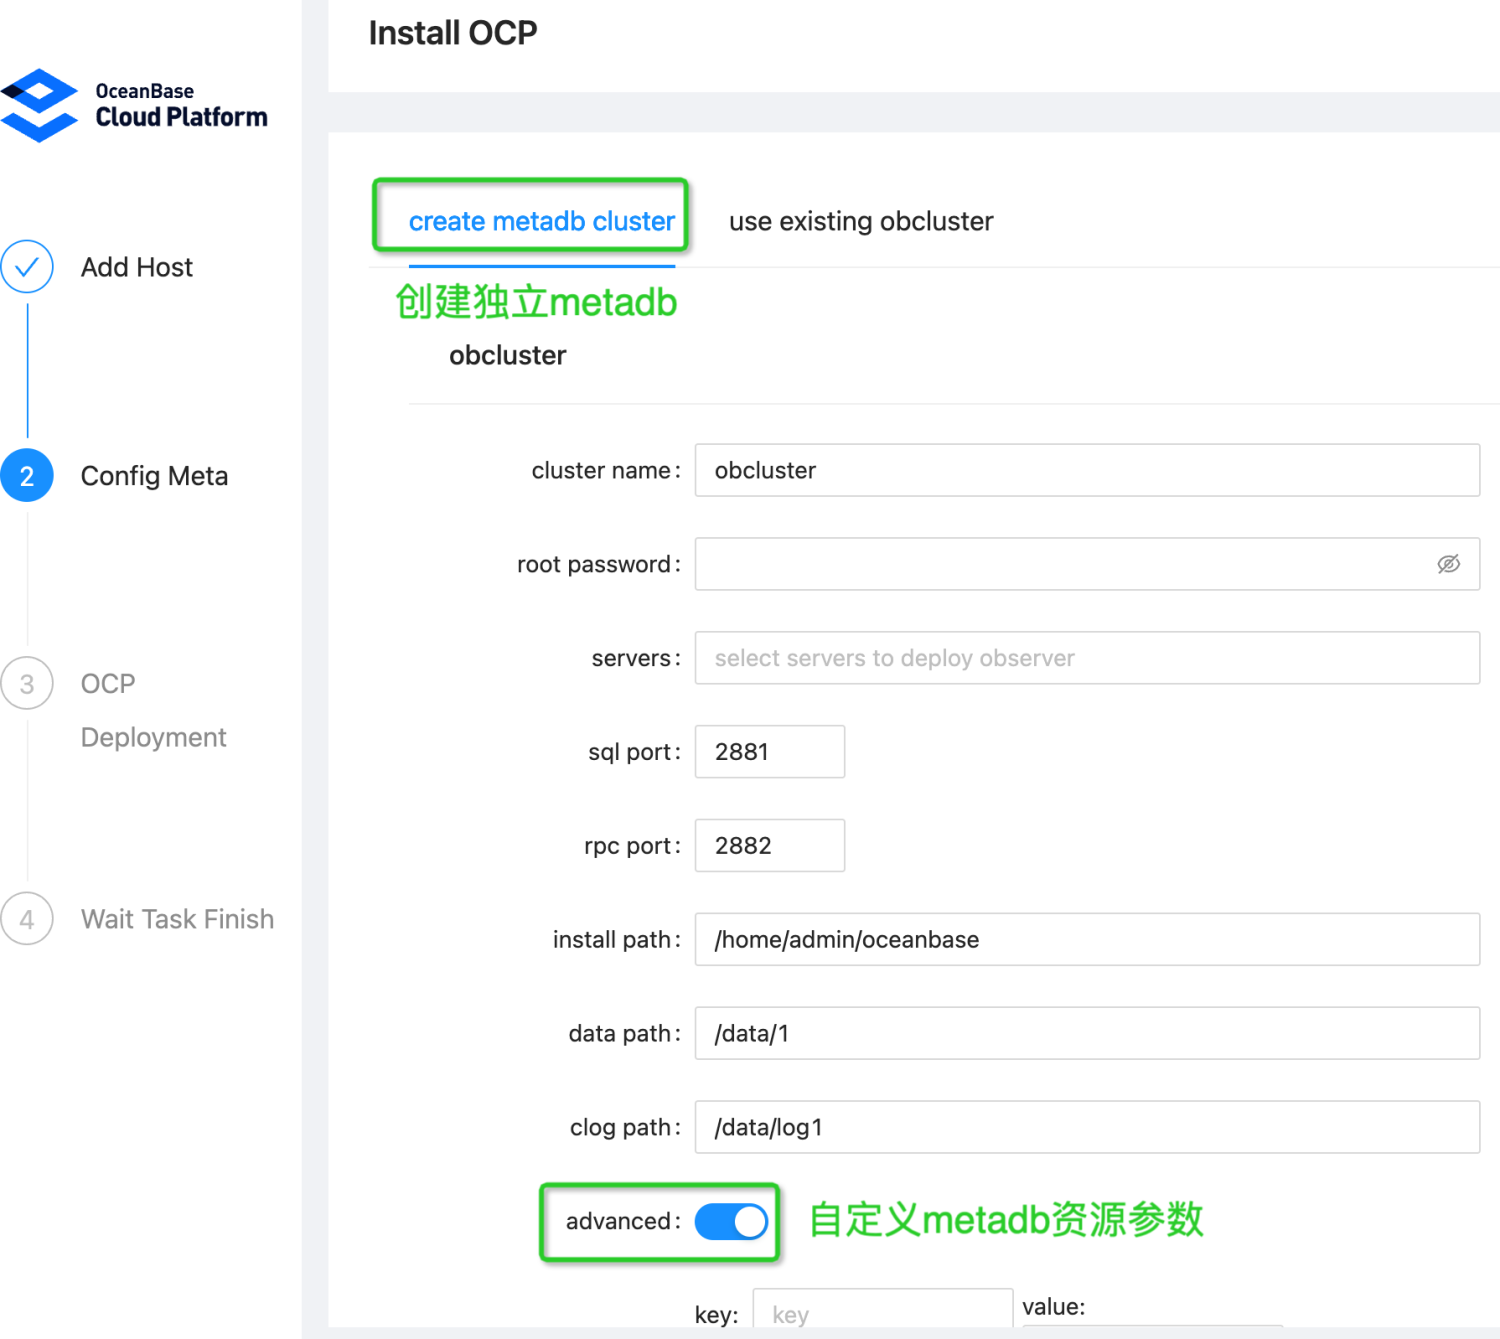 Install OCP
OceanBase
Cloud Platform
Add Host
2
Config Meta
3
OCP
Deployment
4
Wait Task Finish
create metadb cluster
use existing obcluster
创建独立metadb
obcluster
cluster name: obcluster
root password:
servers: select servers to deploy observer
sql port: 2881
rpc port: 2882
install path: /home/admin/oceanbase
data path: /data/1
clog path: /data/log1
advanced: 自定义metadb资源参数
key: key value: